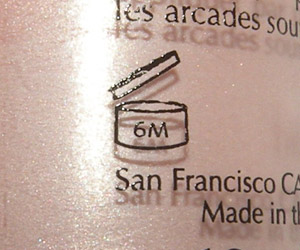 les arcades sou
6M
San Francisco CA
Made in th